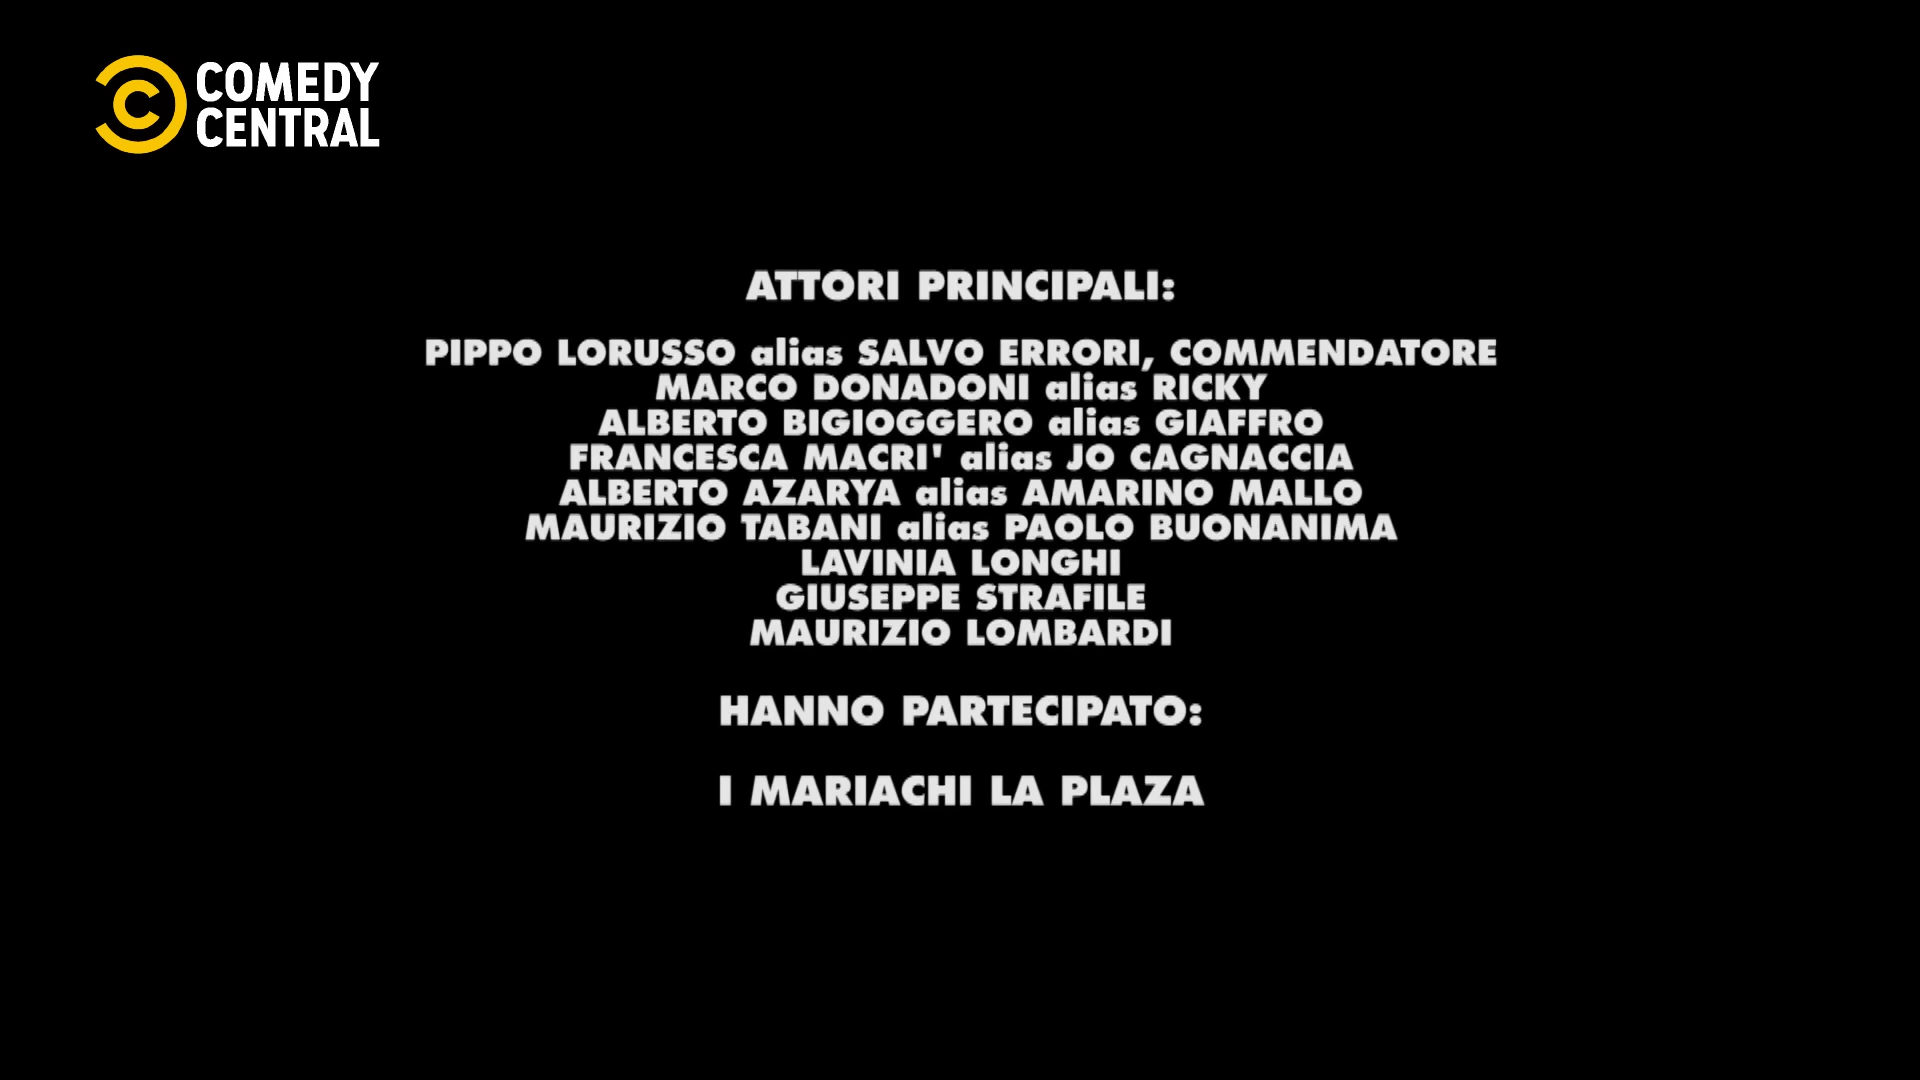 COMEDY
CENTRAL
ATTORI PRINCIPALI:
PIPPO LORUSSO alias SALVO ERRORI, COMMENDATORE
MARCO DONADONI alias RICKY
ALBERTO BIGIOGGERO alias GIAFFRO
FRANCESCA MACRI' alias JO CAGNACCIA
ALBERTO AZARYA alias AMARINO MALLO
MAURIZIO TABANI alias PAOLO BUONANIMA
LAVINIA LONGHI
GIUSEPPE STRAFILE
MAURIZIO LOMBARDI
HANNO PARTECIPATO:
I MARIACHI LA PLAZA